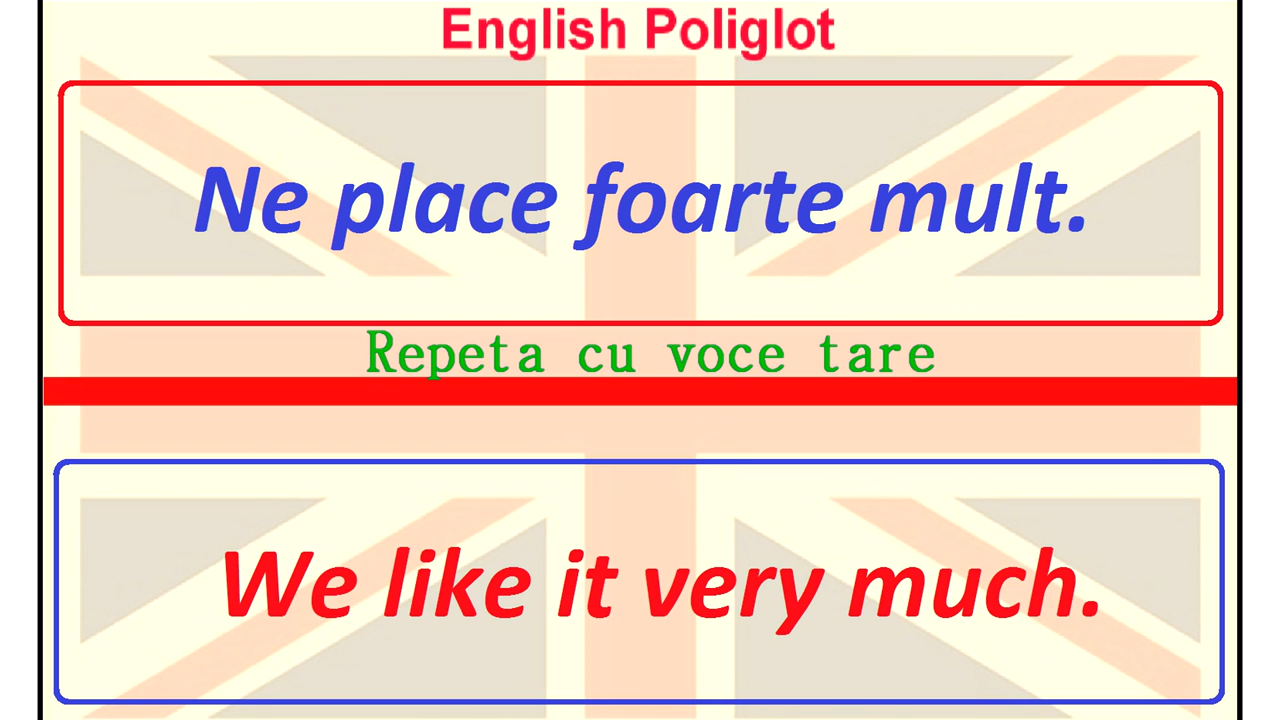 English Poliglot
Ne place foarte mult.
Repeta cu voce tare
We like it very much.